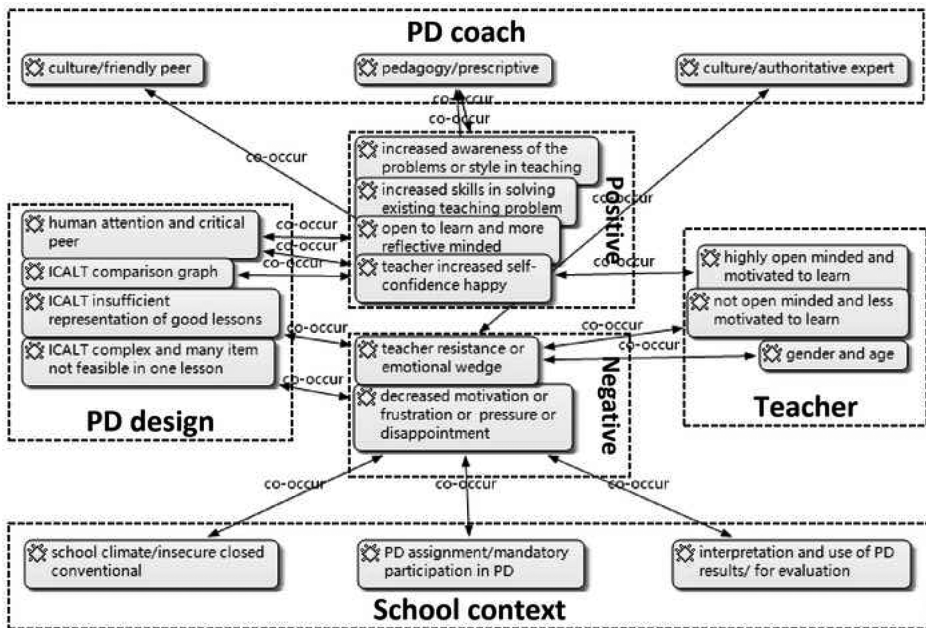 PD coach
culture/friendly peer
pedagogy/prescriptive
culture/authoritative expert
co-occur
co-occur
co-occur
co-occur
increased awareness of the
problems or style in teaching
increased skills in solving
existing teaching problem
open to learn and more
reflective minded
teacher increased self-
confidence happy
Positive
human attention and critical
peer
ICALT comparison graph
ICALT insufficient
representation of good lessons
ICALT complex and many item
not feasible in one lesson
PD design
co-occur
co-occur
co-occur
co-occur
co-occur
co-occur
highly open minded and
motivated to learn
not open minded and less
motivated to learn
gender and age
Teacher
co-occur
co-occur
teacher resistance or
emotional wedge
decreased motivation or
frustration or pressure or
disappointment
Negative
co-occur
co-occur
co-occur
school climate/insecure closed
conventional
PD assignment/mandatory
participation in PD
interpretation and use of PD
results/ for evaluation
School context